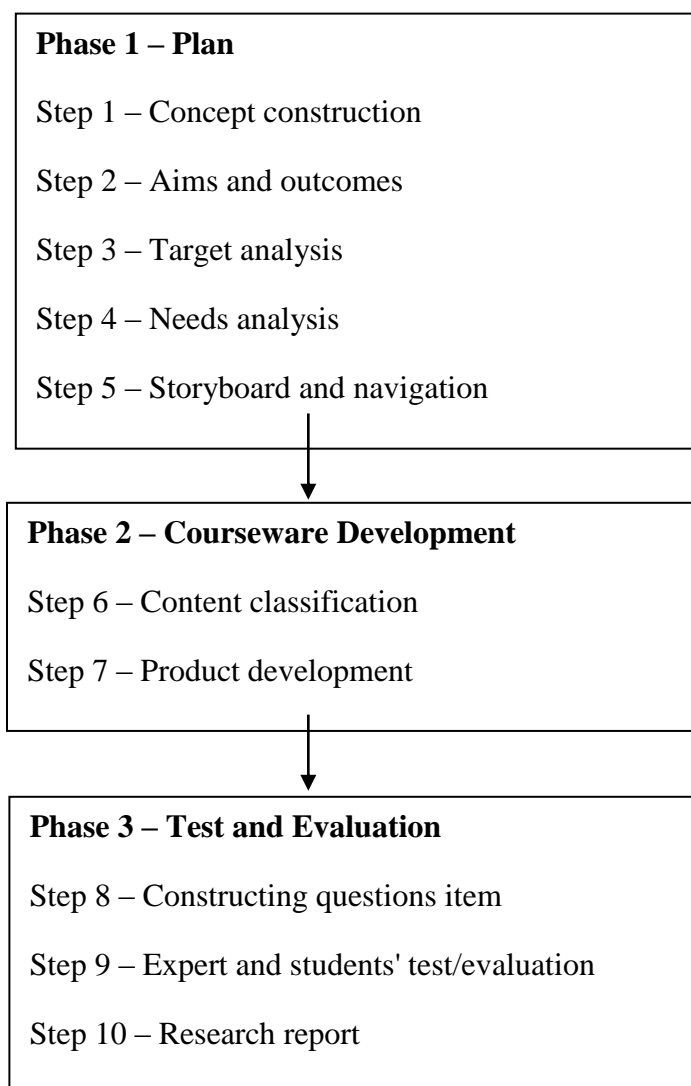 Phase 1 – Plan
Step 1 – Concept construction
Step 2 – Aims and outcomes
Step 3 – Target analysis
Step 4 – Needs analysis
Step 5 – Storyboard and navigation
Phase 2 – Courseware Development
Step 6 – Content classification
Step 7 – Product development
Phase 3 – Test and Evaluation
Step 8 – Constructing questions item
Step 9 – Expert and students' test/evaluation
Step 10 – Research report